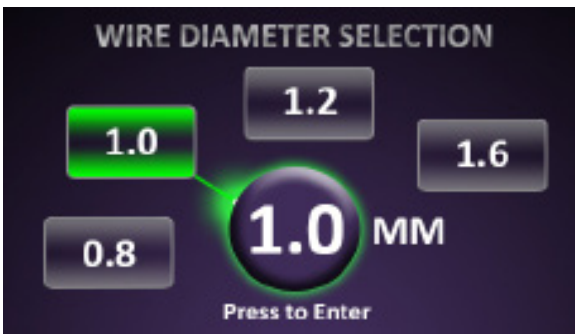 WIRE DIAMETER SELECTION
1.2
1.0
1.6
1.0 MM
0.8
Press to Enter